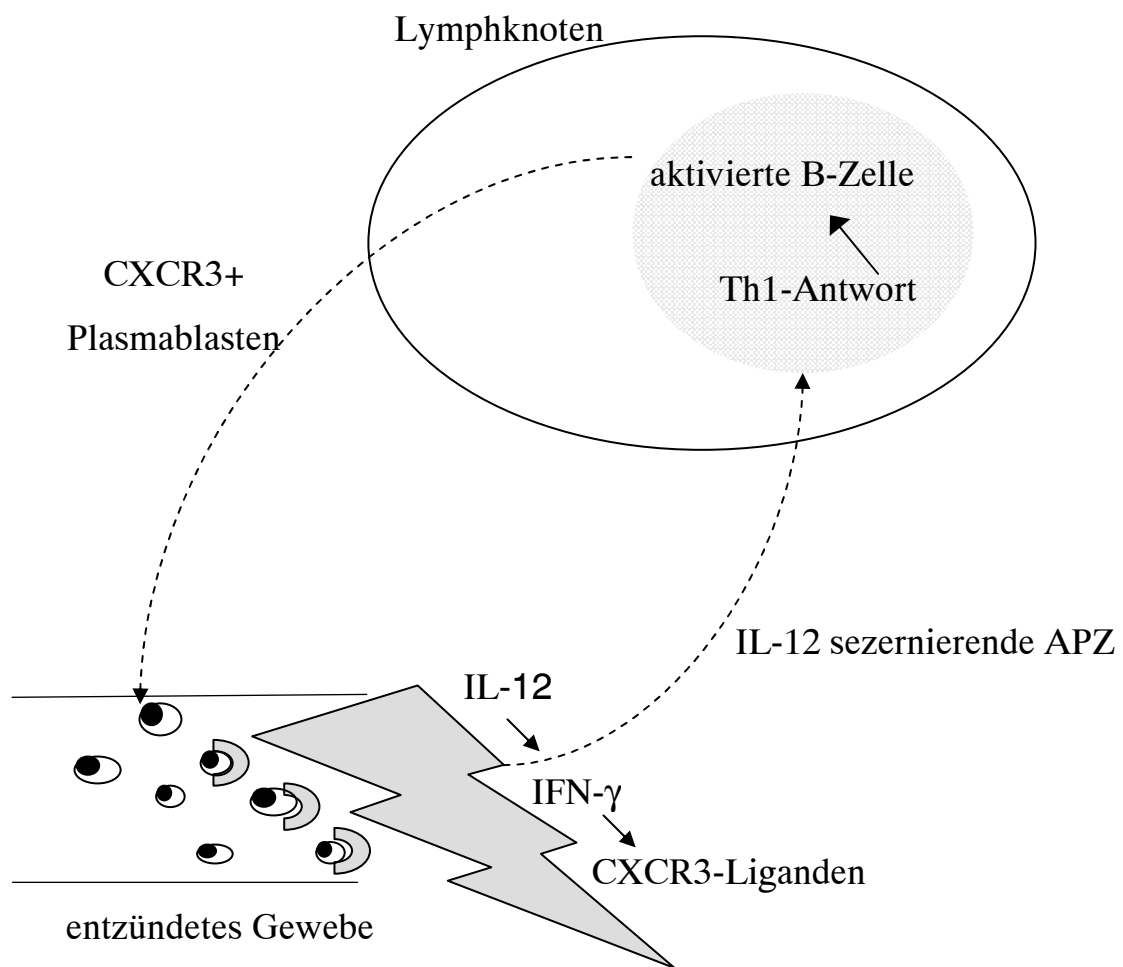 Lymphknoten
aktivierte B-Zelle
CXCR3+
Th1-Antwort
Plasmablasten
IL-12 sezernierende APZ
IL-12
IFN-γ
CXCR3-Liganden
entzündetes Gewebe